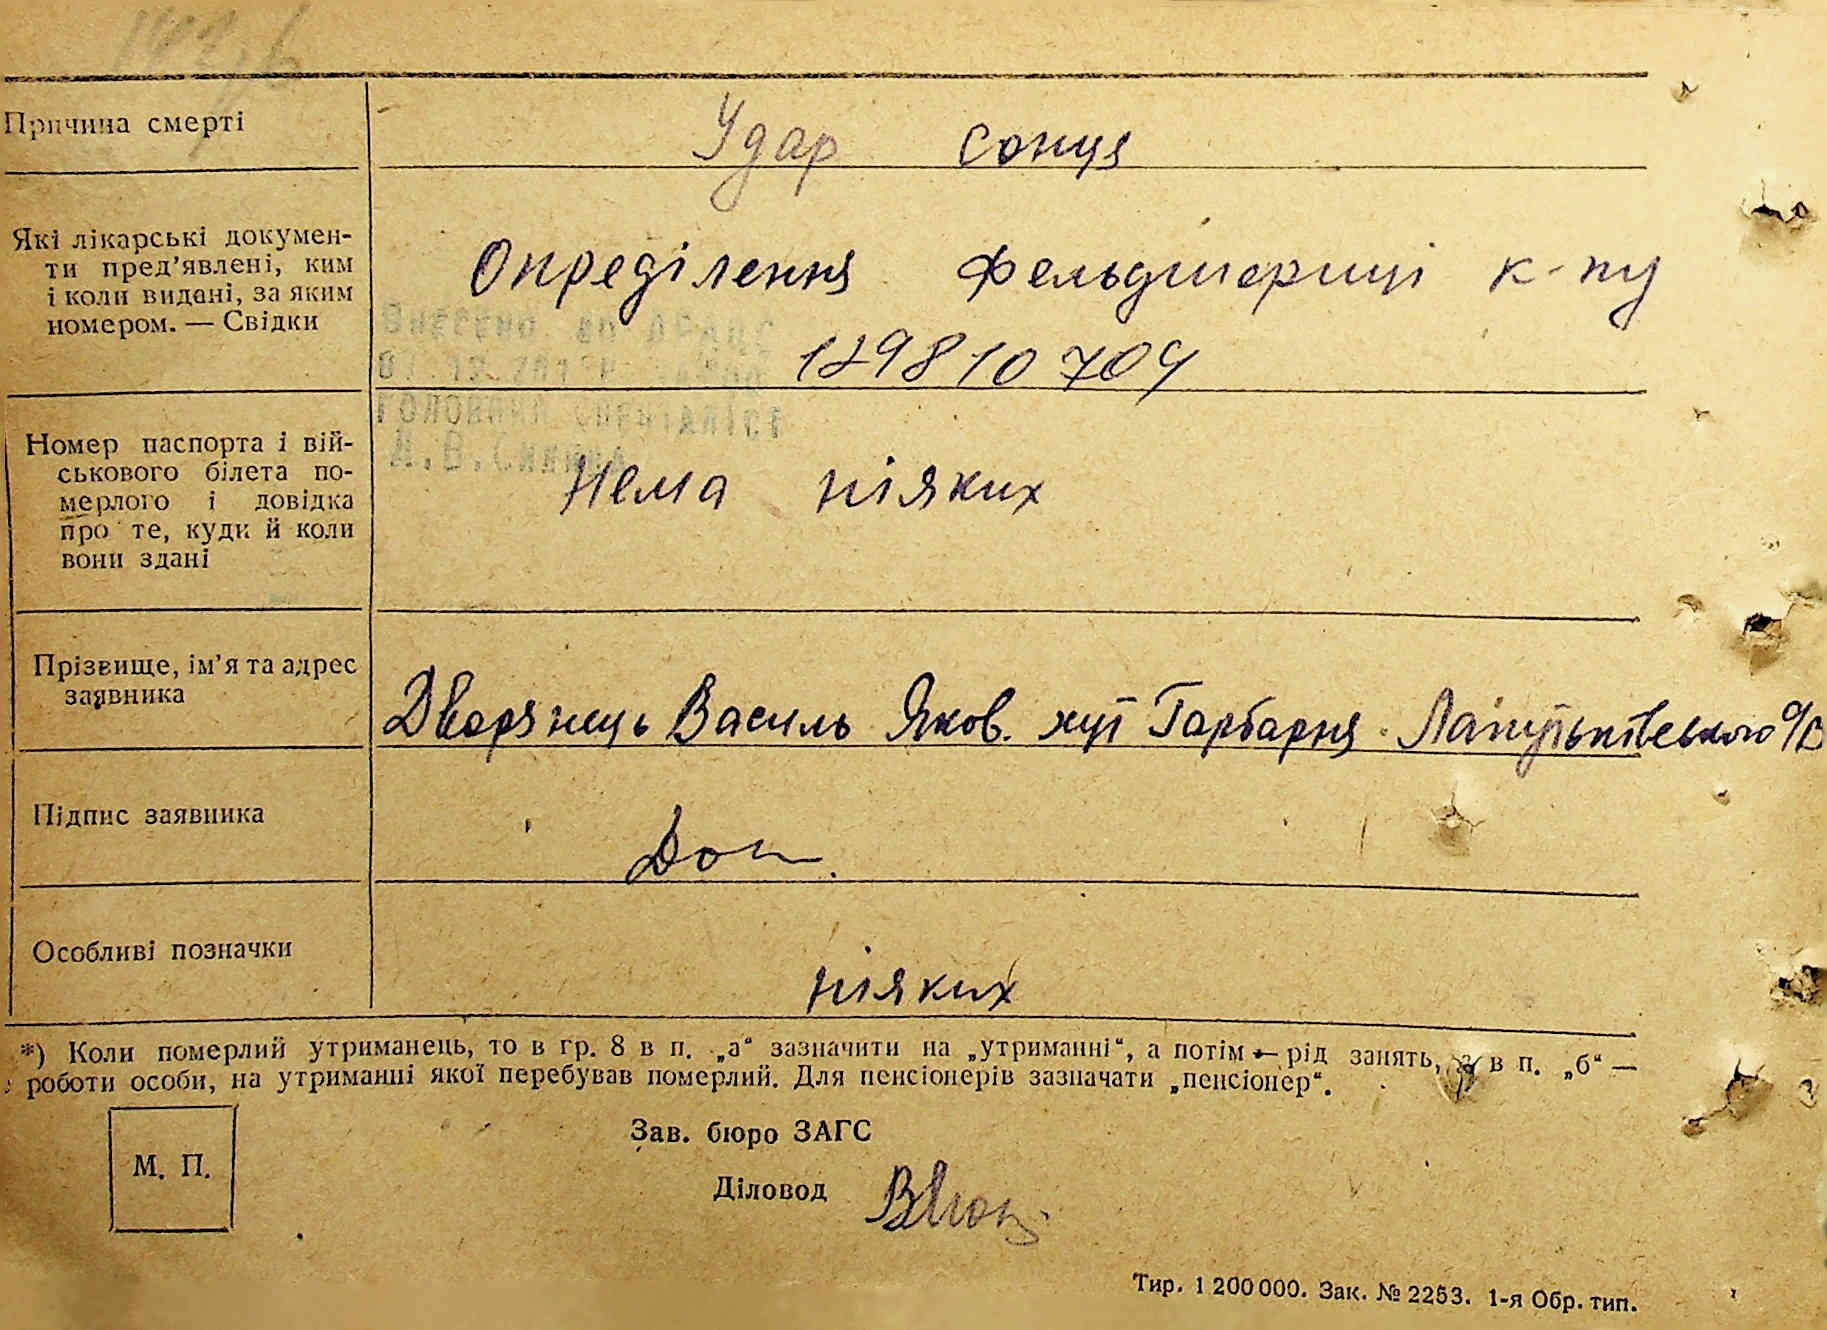 Причина смерті
Удар сонця
Які лікарські докумен-
ти пред'явлені, ким
і коли видані, за яким
номером. — Свідки
Опреділення фельдшериці к-пу
Номер паспорта і вій-
ськового білета по-
мерлого і довідка
про те, куди й коли
вони здані
Нема ніяких
Прізвище, ім'я та адрес
заявника
Дворянець Василь Яков. хут Гарбарня
Підпис заявника
Особливі позначки
ніяких
*) Коли померлий утриманець, то в гр. 8 в п. „а“ зазначити на „утриманні“, а потім — рід занять, а в п. „б“ —
роботи особи, на утриманні якої перебував померлий. Для пенсіонерів зазначати „пенсіонер“.
М. П.
Зав. бюро ЗАГС
Діловод
Тир. 1 200 000. Зак. № 2253. 1-я Обр. тип.